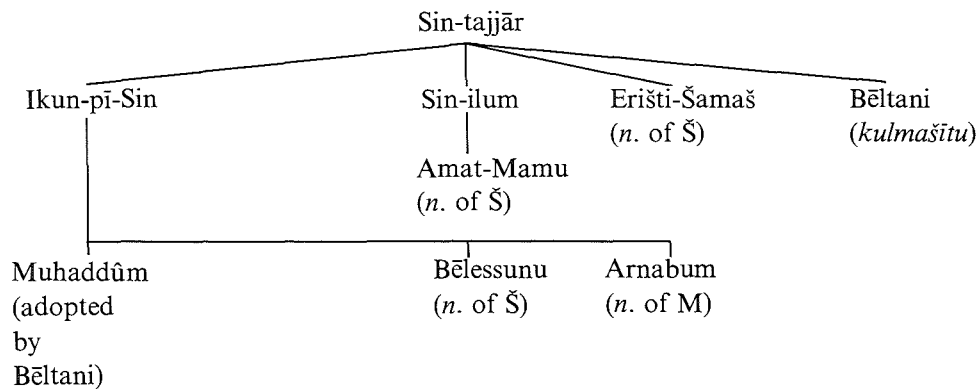 Sin-tajjār
Ikun-pī-Sin Sin-ilum Erišti-Šamaš Bēltani
(n. of Š) (kulmašītu)
Amat-Mamu
(n. of Š)
Muhaddûm Bēlessunu Arnabum
(adopted (n. of Š) (n. of M)
by
Bēltani)